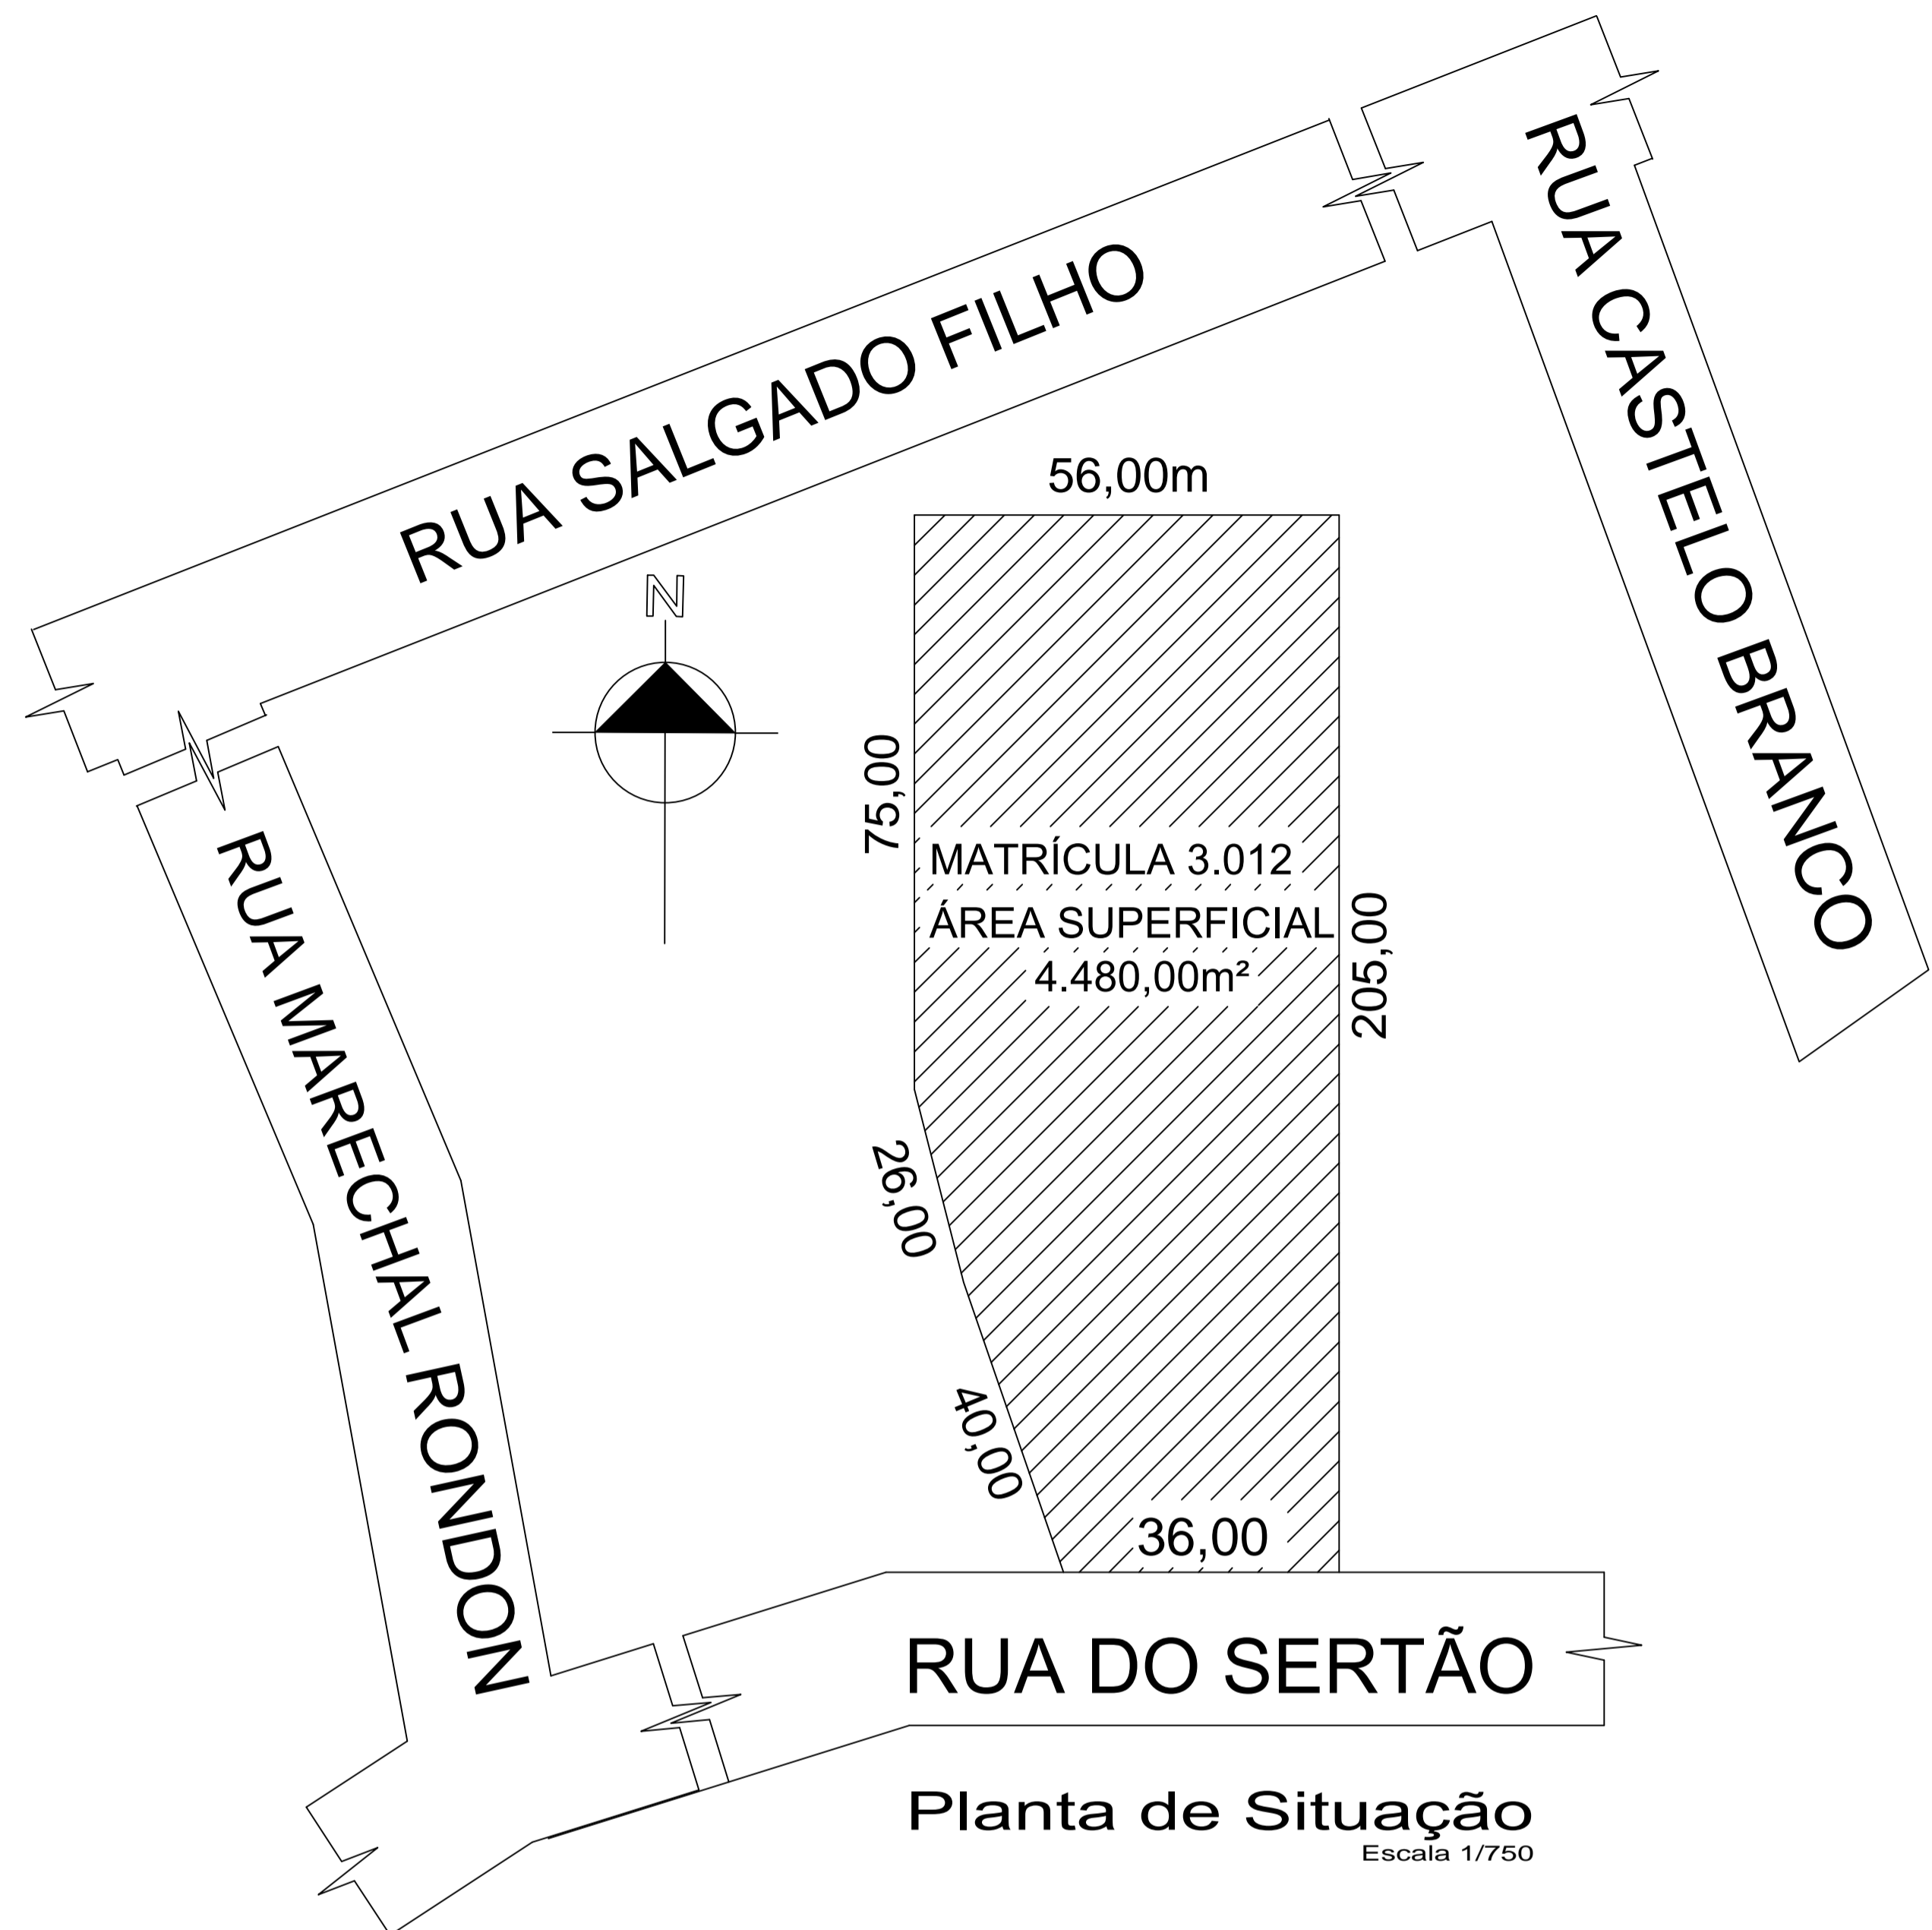 RUA SALGADO FILHO
RUA CASTELO BRANCO
56,00m
N
75,00
MATRÍCULA 3.012
ÁREA SUPERFICIAL
4.480,00m²
205,00
RUA MARECHAL RONDON
26,00
40,00
36,00
RUA DO SERTÃO
Planta de Situação
Escala 1/750